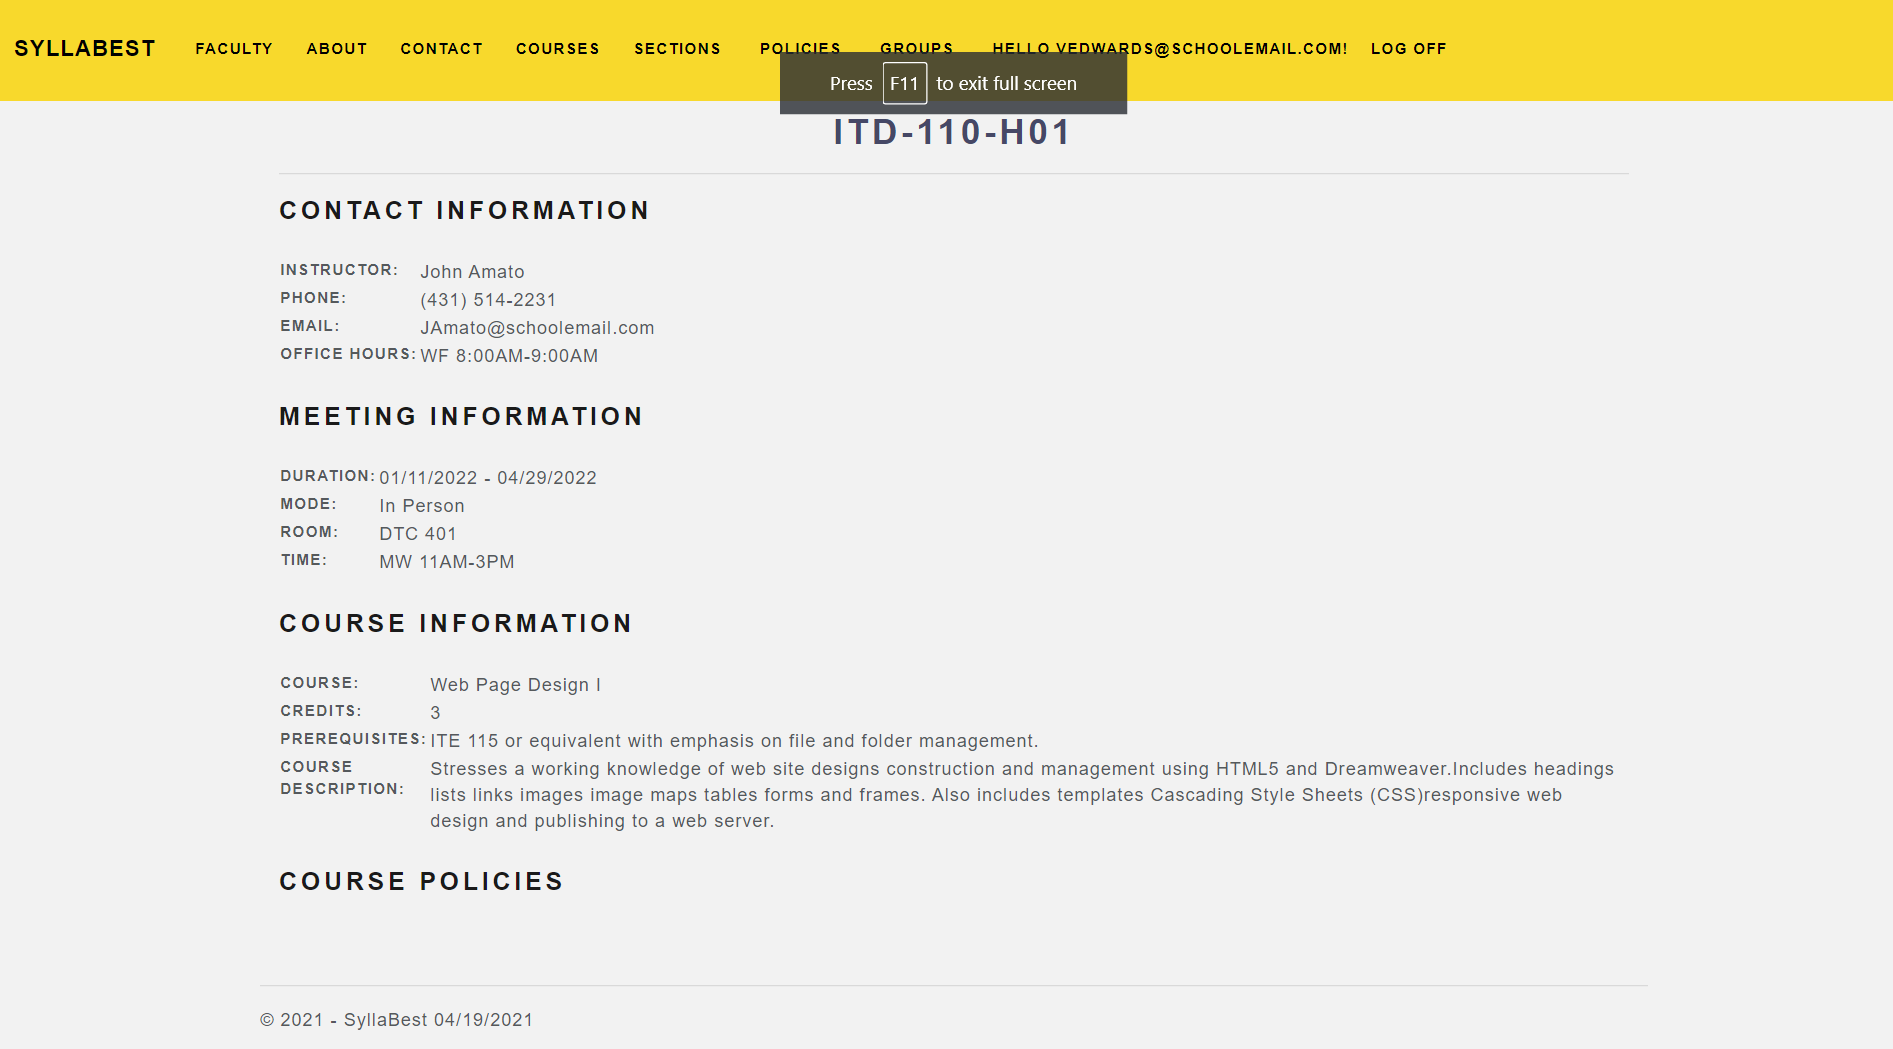 SYLLABEST FACULTY ABOUT CONTACT COURSES SECTIONS POLICIES GROUPS HELLO VEDWARDS@SCHOOLEMAIL.COM! LOG OFF
Press F11 to exit full screen
ITD-110-H01
CONTACT INFORMATION
INSTRUCTOR: John Amato
PHONE: (431) 514-2231
EMAIL: JAmato@schoolemail.com
OFFICE HOURS: WF 8:00AM-9:00AM
MEETING INFORMATION
DURATION: 01/11/2022 - 04/29/2022
MODE: In Person
ROOM: DTC 401
TIME: MW 11AM-3PM
COURSE INFORMATION
COURSE: Web Page Design I
CREDITS: 3
PREREQUISITES: ITE 115 or equivalent with emphasis on file and folder management.
COURSE DESCRIPTION: Stresses a working knowledge of web site designs construction and management using HTML5 and Dreamweaver.Includes headings
lists links images image maps tables forms and frames. Also includes templates Cascading Style Sheets (CSS)responsive web
design and publishing to a web server.
COURSE POLICIES
© 2021 - SyllaBest 04/19/2021